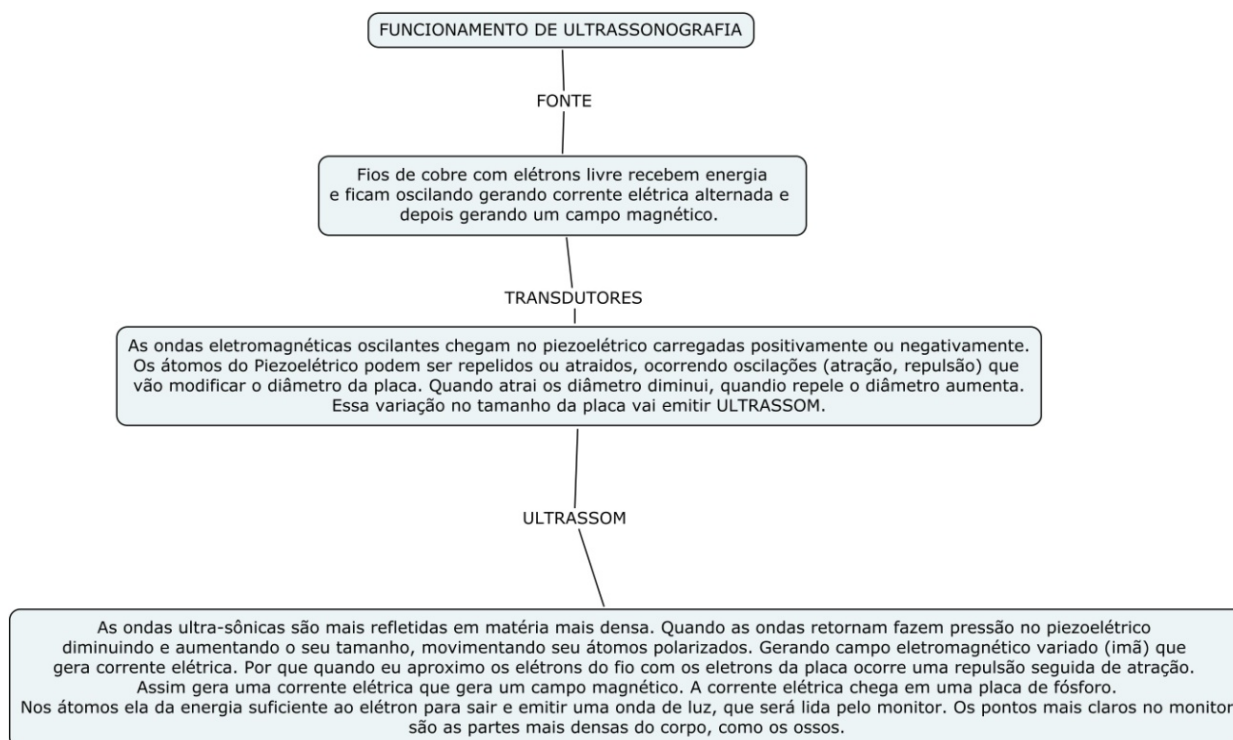 FUNCIONAMENTO DE ULTRASSONOGRAFIA
FONTE
Fios de cobre com elétrons livre recebem energia
e ficam oscilando gerando corrente elétrica alternada e
depois gerando um campo magnético.
TRANSDUTORES
As ondas eletromagnéticas oscilantes chegam no piezoelétrico carregadas positivamente ou negativamente.
Os átomos do Piezoelétrico podem ser repelidos ou atraidos, ocorrendo oscilações (atração, repulsão) que
vão modificar o diâmetro da placa. Quando atrai os diâmetro diminui, quandio repele o diâmetro aumenta.
Essa variação no tamanho da placa vai emitir ULTRASSOM.
ULTRASSOM
As ondas ultra-sônicas são mais refletidas em matéria mais densa. Quando as ondas retornam fazem pressão no piezoelétrico
diminuindo e aumentando o seu tamanho, movimentando seu átomos polarizados. Gerando campo eletromagnético variado (imã) que
gera corrente elétrica. Por que quando eu aproximo os elétrons do fio com os eletrons da placa ocorre uma repulsão seguida de atração.
Assim gera uma corrente elétrica que gera um campo magnético. A corrente elétrica chega em uma placa de fósforo.
Nos átomos ela da energia suficiente ao elétron para sair e emitir uma onda de luz, que será lida pelo monitor. Os pontos mais claros no monitor
são as partes mais densas do corpo, como os ossos.